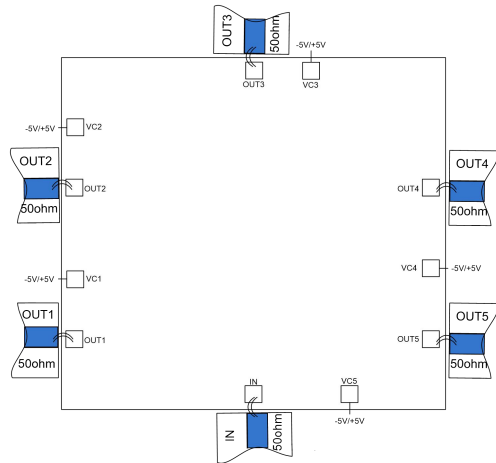 OUT3
50ohm
-5V/+5V
OUT3
VC3
-5V/+5V
VC2
OUT2
50ohm
OUT2
OUT4
OUT4
50ohm
-5V/+5V
VC1
VC4
-5V/+5V
OUT1
50ohm
OUT1
OUT5
OUT5
50ohm
IN
VC5
-5V/+5V
IN
50ohm